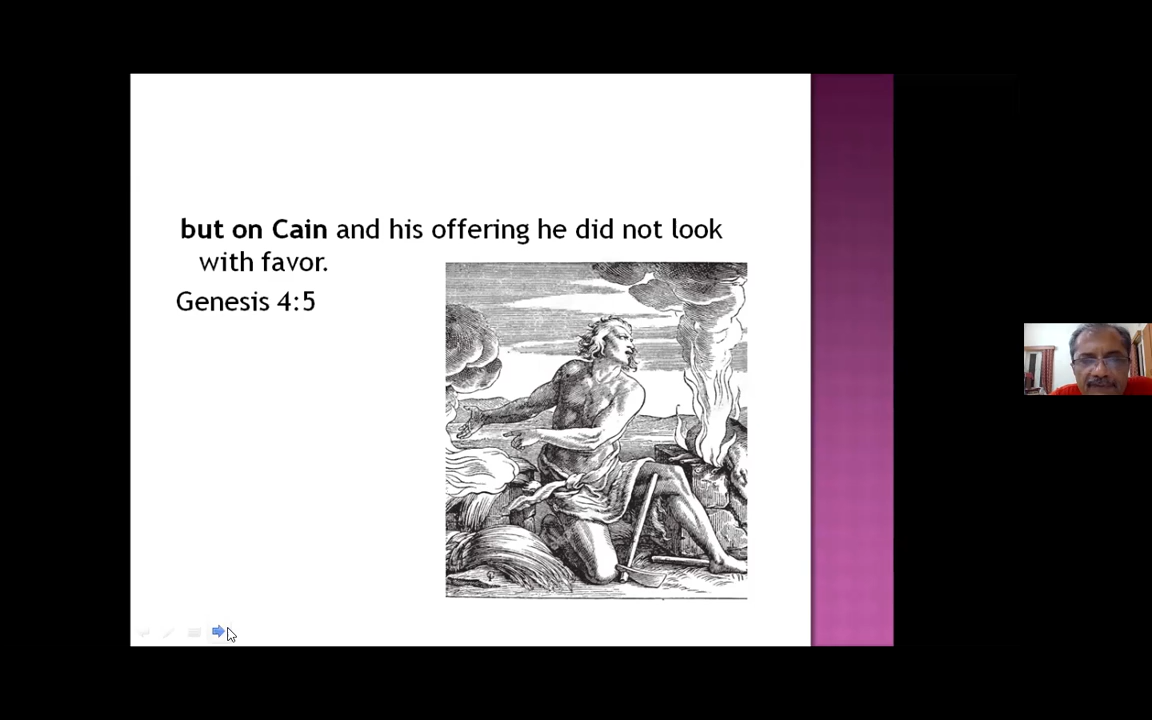 but on Cain and his offering he did not look
with favor.
Genesis 4:5